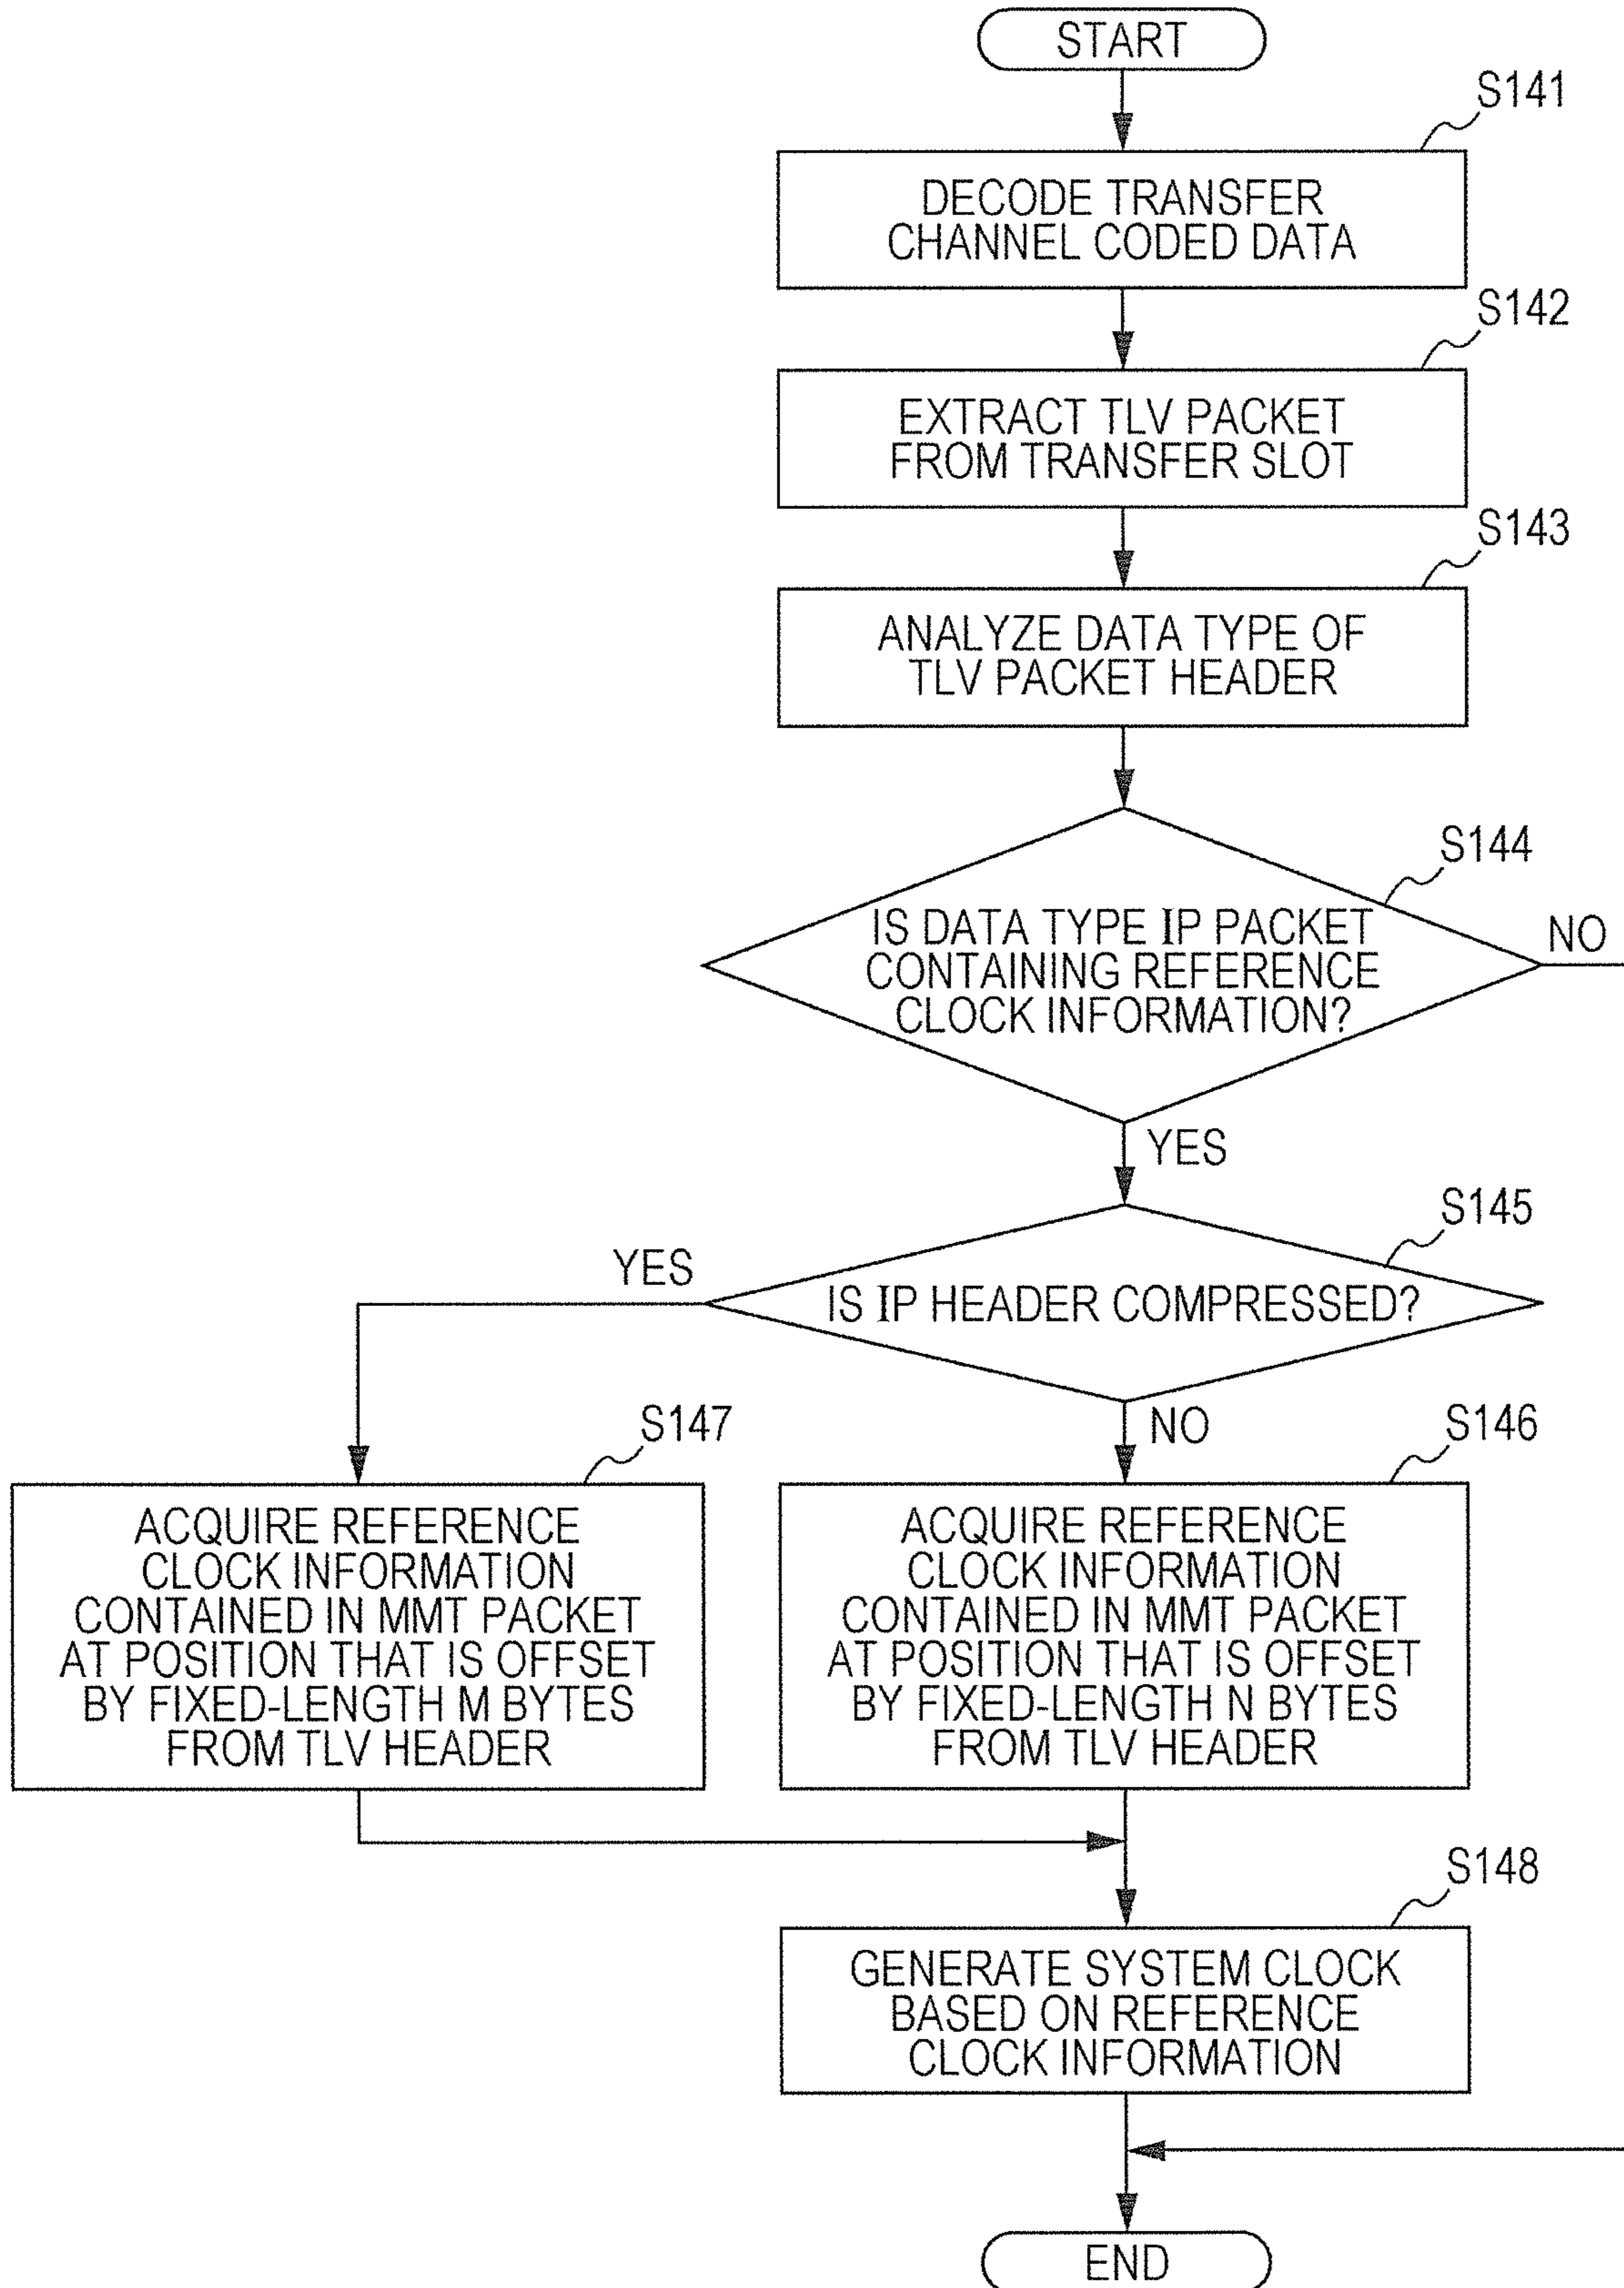 START
S141
DECODE TRANSFER
CHANNEL CODED DATA
S142
EXTRACT TLV PACKET
FROM TRANSFER SLOT
S143
ANALYZE DATA TYPE OF
TLV PACKET HEADER
S144
IS DATA TYPE IP PACKET
CONTAINING REFERENCE
CLOCK INFORMATION?
NO
YES
S145
YES
IS IP HEADER COMPRESSED?
S147
NO
S146
ACQUIRE REFERENCE
CLOCK INFORMATION
CONTAINED IN MMT PACKET
AT POSITION THAT IS OFFSET
BY FIXED-LENGTH M BYTES
FROM TLV HEADER
ACQUIRE REFERENCE
CLOCK INFORMATION
CONTAINED IN MMT PACKET
AT POSITION THAT IS OFFSET
BY FIXED-LENGTH N BYTES
FROM TLV HEADER
S148
GENERATE SYSTEM CLOCK
BASED ON REFERENCE
CLOCK INFORMATION
END